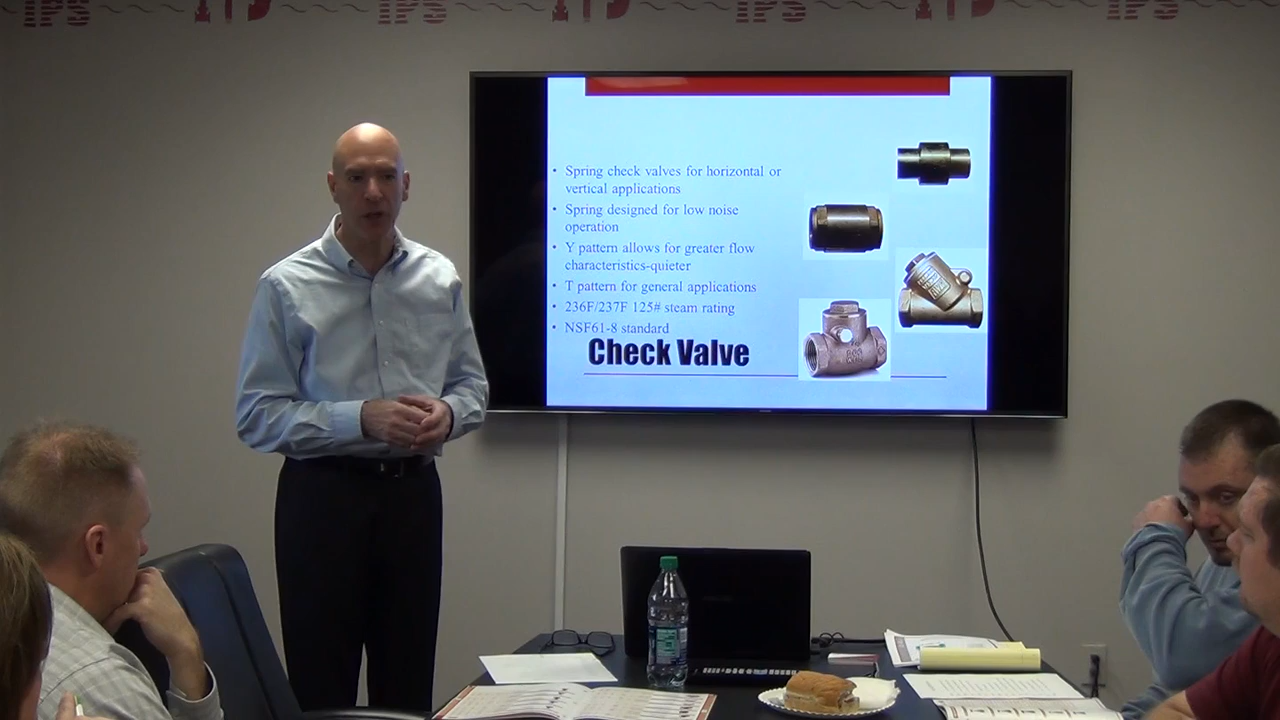 IPS IPS IPS IPS IPS IPS IPS
• Spring check valves for horizontal or
vertical applications
• Spring designed for low noise
operation
• Y pattern allows for greater flow
characteristics-quieter
• T pattern for general applications
• 236F/237F 125# steam rating
• NSF61-8 standard
Check Valve